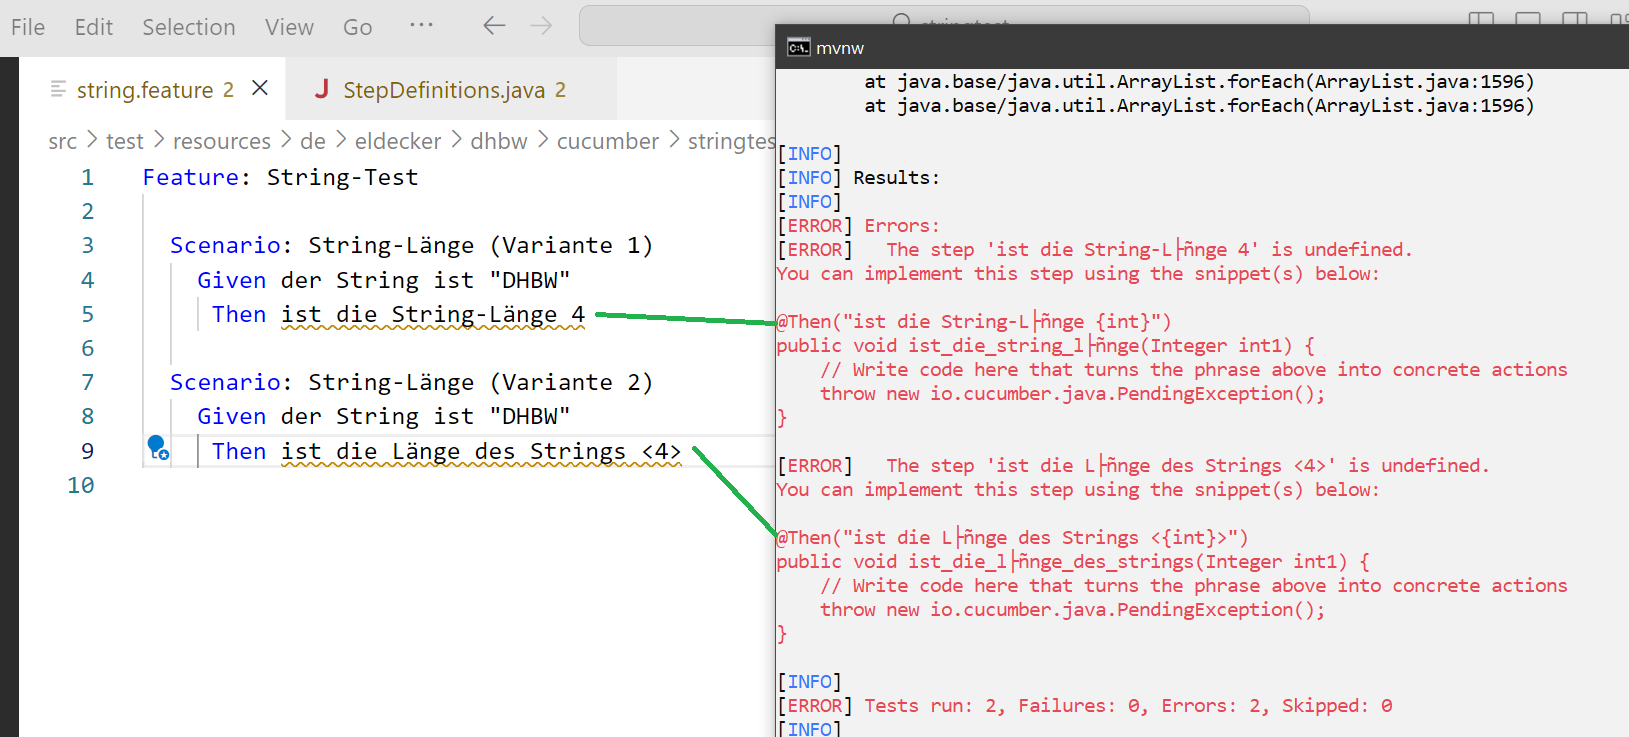 File Edit Selection View Go ···
string.feature 2
StepDefinitions.java 2
src > test > resources > de > eldecker > dhbw > cucumber > stringtes
1 Feature: String-Test
2
3 Scenario: String-Länge (Variante 1)
4 Given der String ist "DHBW"
5 Then ist die String-Länge 4
6
7 Scenario: String-Länge (Variante 2)
8 Given der String ist "DHBW"
9 Then ist die Länge des Strings <4>
10
mvnw
at java.base/java.util.ArrayList.forEach(ArrayList.java:1596)
at java.base/java.util.ArrayList.forEach(ArrayList.java:1596)
[INFO]
[INFO] Results:
[INFO]
[ERROR] Errors:
[ERROR]   The step 'ist die String-L├ñnge 4' is undefined.
You can implement this step using the snippet(s) below:
@Then("ist die String-L├ñnge {int}")
public void ist_die_string_l├ñnge(Integer int1) {
// Write code here that turns the phrase above into concrete actions
throw new io.cucumber.java.PendingException();
}
[ERROR]   The step 'ist die L├ñnge des Strings <4>' is undefined.
You can implement this step using the snippet(s) below:
@Then("ist die L├ñnge des Strings <{int}>")
public void ist_die_l├ñnge_des_strings(Integer int1) {
// Write code here that turns the phrase above into concrete actions
throw new io.cucumber.java.PendingException();
}
[INFO]
[ERROR] Tests run: 2, Failures: 0, Errors: 2, Skipped: 0
[INFO]